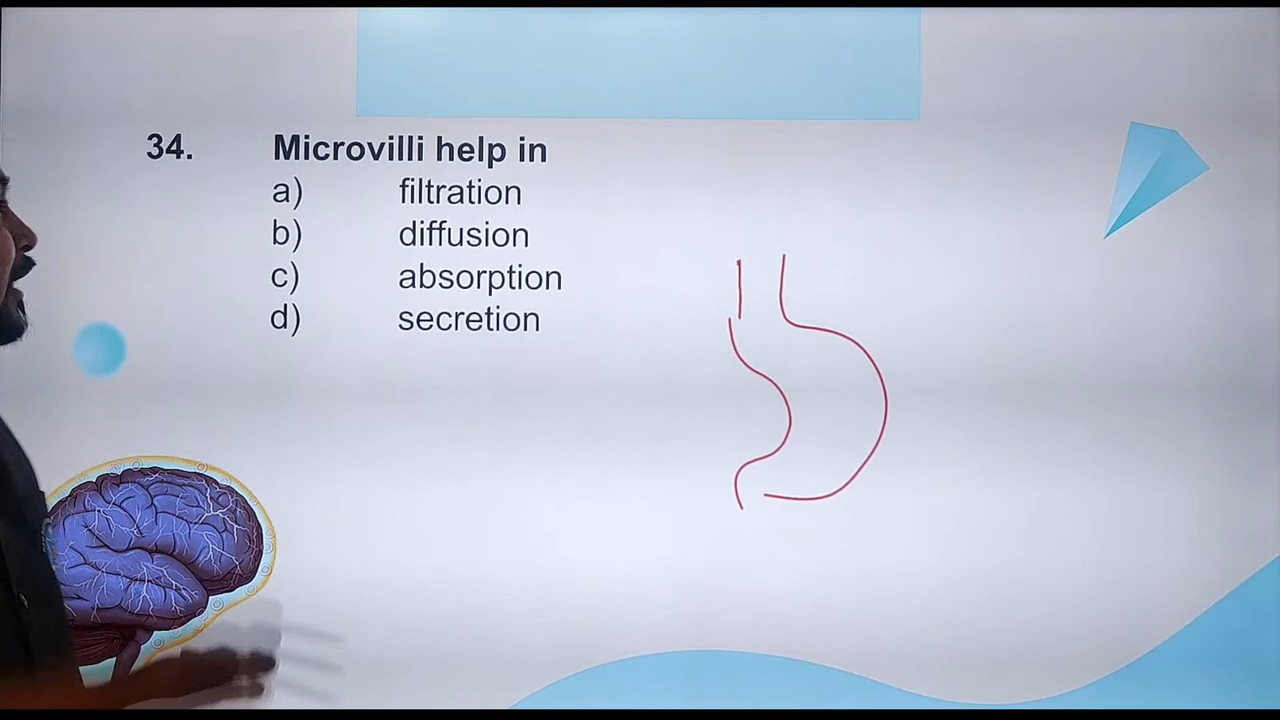 34. Microvilli help in
a) filtration
b) diffusion
c) absorption
d) secretion